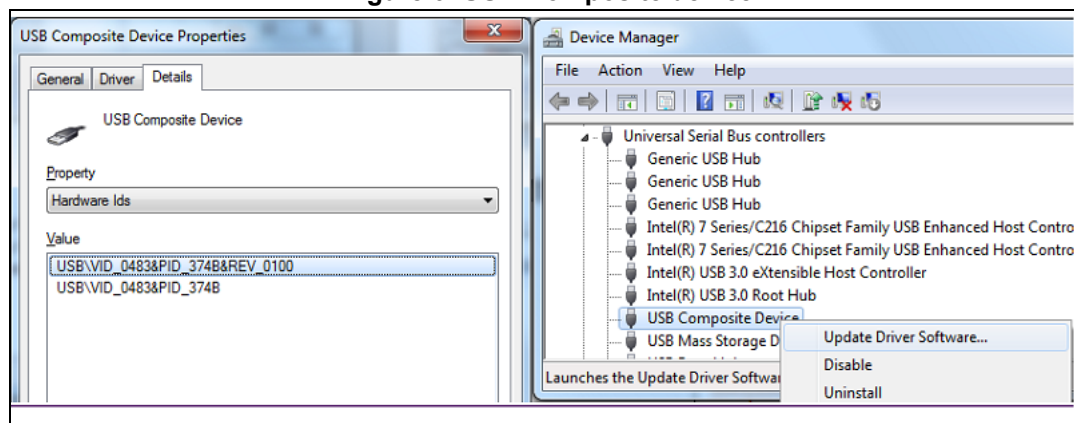 USB Composite Device Properties
General Driver Details
USB Composite Device
Property
Hardware Ids
Value
USB\VID_0483&PID_374B&REV_0100
USB\VID_0483&PID_374B
Device Manager
File Action View Help
Universal Serial Bus controllers
Generic USB Hub
Generic USB Hub
Generic USB Hub
Intel(R) 7 Series/C216 Chipset Family USB Enhanced Host Contro
Intel(R) 7 Series/C216 Chipset Family USB Enhanced Host Contro
Intel(R) USB 3.0 eXtensible Host Controller
Intel(R) USB 3.0 Root Hub
USB Composite Device
USB Mass Storage D
Launches the Update Driver Softwa
Update Driver Software...
Disable
Uninstall